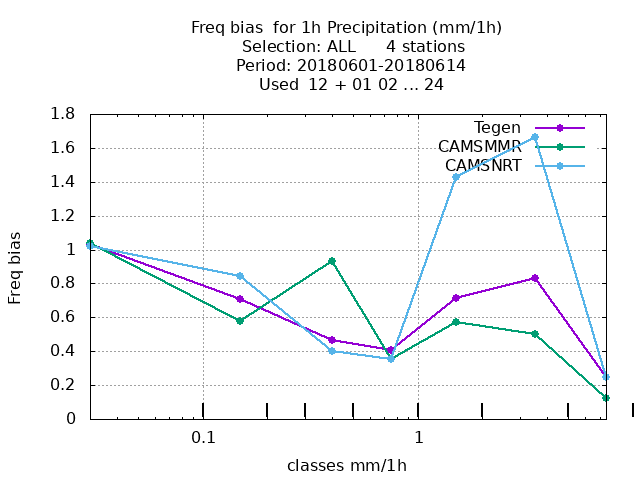 Freq bias  for 1h Precipitation (mm/1h)
Selection: ALL      4 stations
Period: 20180601-20180614
Used  12 + 01 02 ... 24
Tegen
CAMSMMR
CAMSNRT
1.8
1.6
1.4
1.2
1
0.8
0.6
0.4
0.2
0
Freq bias
0.1
1
classes mm/1h